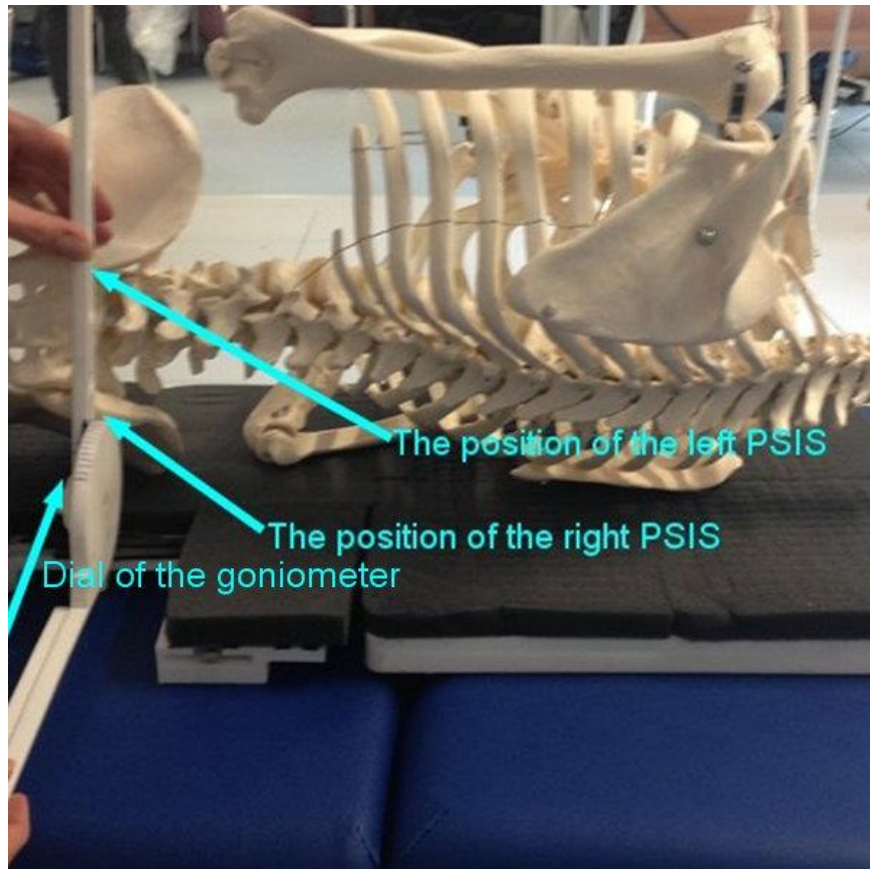 The position of the left PSIS
The position of the right PSIS
Dial of the goniometer